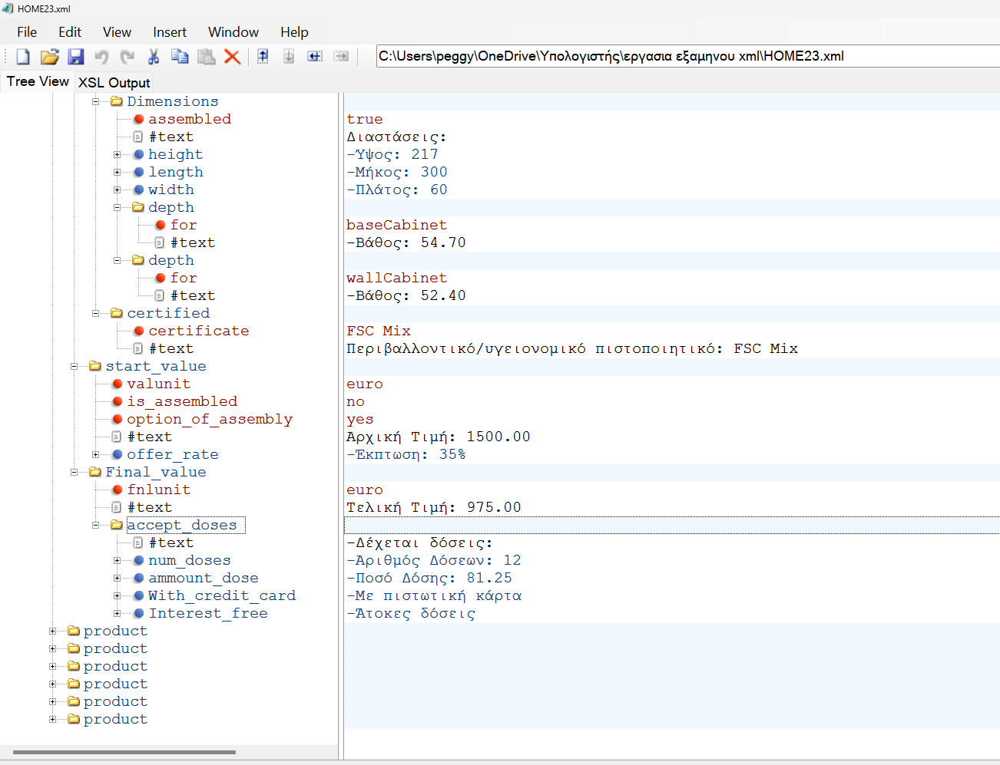 HOME23.xml
File Edit View Insert Window Help
C:\Users\peggy\OneDrive\Υπολογιστής\εργασια εξαμηνου xml\HOME23.xml
Tree View XSL Output
Dimensions
assembled true
#text Διαστάσεις:
height -Ύψος: 217
length -Μήκος: 300
width -Πλάτος: 60
depth
for baseCabinet
#text -Βάθος: 54.70
depth
for wallCabinet
#text -Βάθος: 52.40
certified
certificate FSC Mix
#text Περιβαλλοντικό/υγειονομικό πιστοποιητικό: FSC Mix
start_value
valunit euro
is_assembled no
option_of_assembly yes
#text Αρχική Τιμή: 1500.00
offer_rate -Έκπτωση: 35%
Final_value
fnlunit euro
#text Τελική Τιμή: 975.00
accept_doses
#text -Δέχεται δόσεις:
num_doses -Αριθμός Δόσεων: 12
ammount_dose -Ποσό Δόσης: 81.25
With_credit_card -Με πιστωτική κάρτα
Interest_free -Άτοκες δόσεις
product
product
product
product
product
product